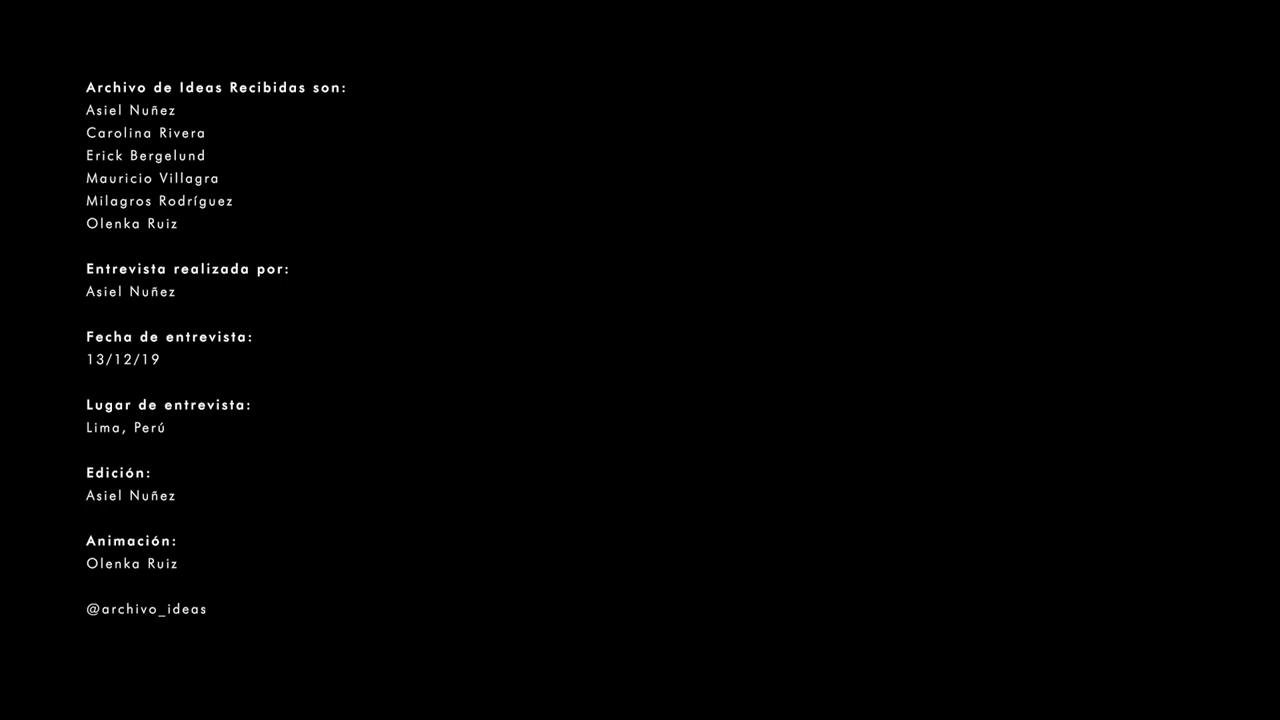 Archivo de Ideas Recibidas son:
Asiel Nuñez
Carolina Rivera
Erick Bergelund
Mauricio Villagra
Milagros Rodríguez
Olenka Ruiz
Entrevista realizada por:
Asiel Nuñez
Fecha de entrevista:
13/12/19
Lugar de entrevista:
Lima, Perú
Edición:
Asiel Nuñez
Animación:
Olenka Ruiz
@archivo_ideas